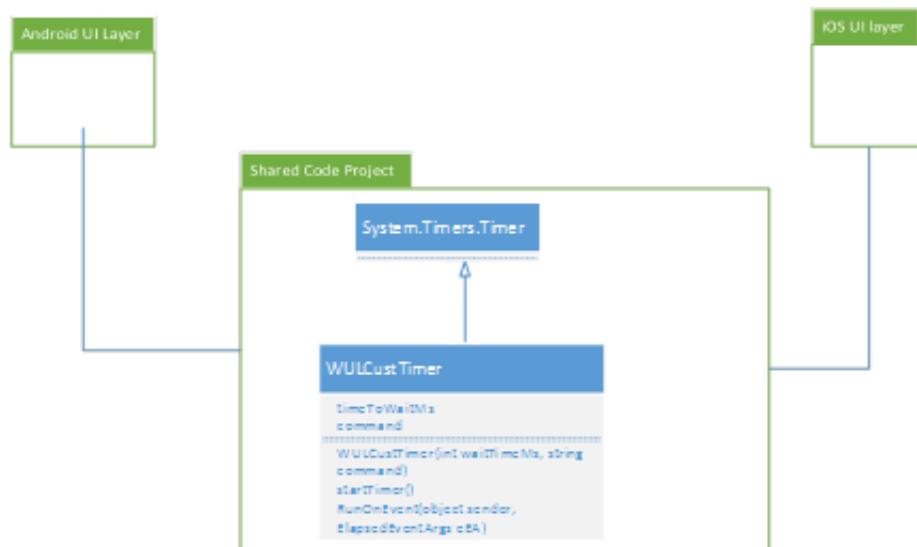 Android UI Layer
iOS UI layer
Shared Code Project
System.Timers.Timer
WULCustTimer
timeToWaitMs
command
WULCustTimer(int waitTimeMs, string
command)
startTimer()
RunOnEvent(object sender,
ElapsedEventArgs eEA)